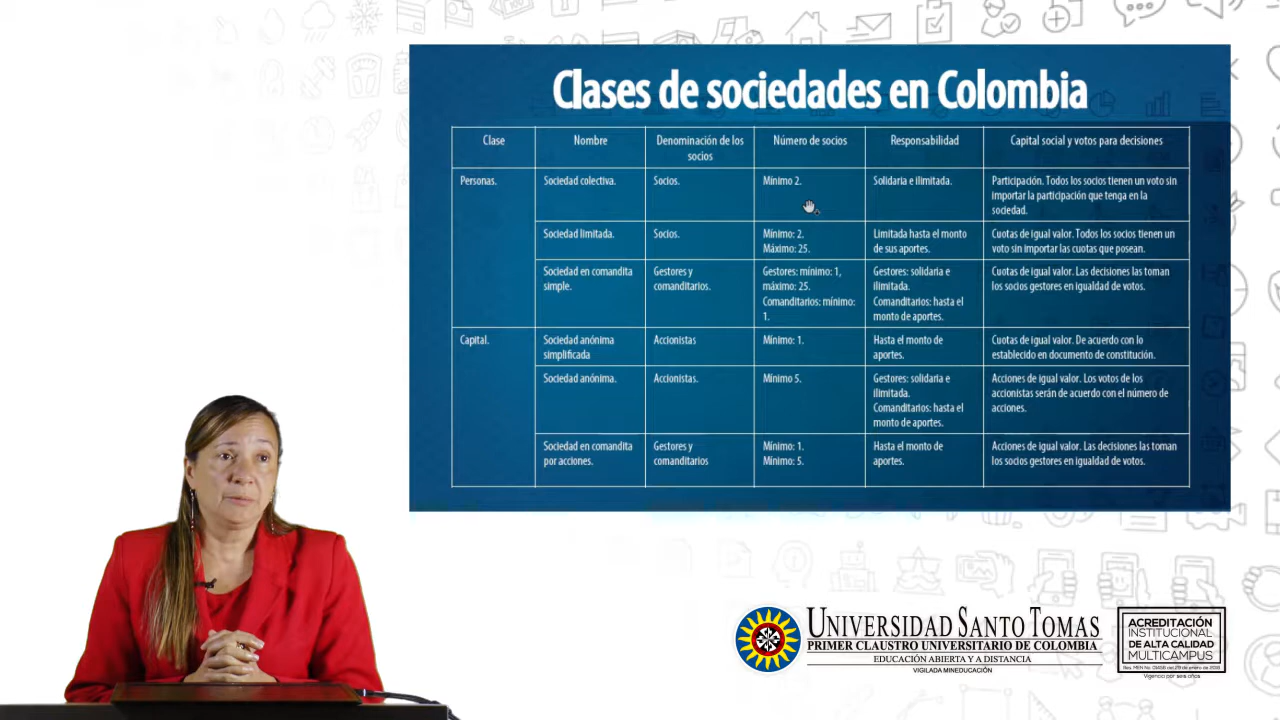 Clases de sociedades en Colombia
Clase
Nombre
Denominación de los
socios
Número de socios
Responsabilidad
Capital social y votos para decisiones
Personas.
Sociedad colectiva.
Socios.
Mínimo 2.
Solidaria e ilimitada.
Participación. Todos los socios tienen un voto sin
importar la participación que tenga en la
sociedad.
Sociedad limitada.
Socios.
Mínimo: 2.
Máximo: 25.
Limitada hasta el monto
de sus aportes.
Cuotas de igual valor. Todos los socios tienen un
voto sin importar las cuotas que posean.
Sociedad en comandita
simple.
Gestores y
comanditarios.
Gestores: mínimo: 1,
máximo: 25.
Comanditarios: mínimo:
1.
Gestores: solidaria e
ilimitada.
Comanditarios: hasta el
monto de aportes.
Cuotas de igual valor. Las decisiones las toman
los socios gestores en igualdad de votos.
Capital.
Sociedad anónima
simplificada
Accionistas
Mínimo: 1.
Hasta el monto de
aportes.
Cuotas de igual valor. De acuerdo con lo
establecido en documento de constitución.
Sociedad anónima.
Accionistas.
Mínimo 5.
Gestores: solidaria e
ilimitada.
Comanditarios: hasta el
monto de aportes.
Acciones de igual valor. Los votos de los
accionistas serán de acuerdo con el número de
acciones.
Sociedad en comandita
por acciones.
Gestores y
comanditarios
Mínimo: 1.
Mínimo: 5.
Hasta el monto de
aportes.
Acciones de igual valor. Las decisiones las toman
los socios gestores en igualdad de votos.
UNIVERSIDAD SANTO TOMAS
PRIMER CLAUSTRO UNIVERSITARIO DE COLOMBIA
EDUCACIÓN ABIERTA Y A DISTANCIA
VIGILADA MINEDUCACIÓN
ACREDITACIÓN
INSTITUCIONAL
DE ALTA CALIDAD
MULTICAMPUS
Vigencia por seis años